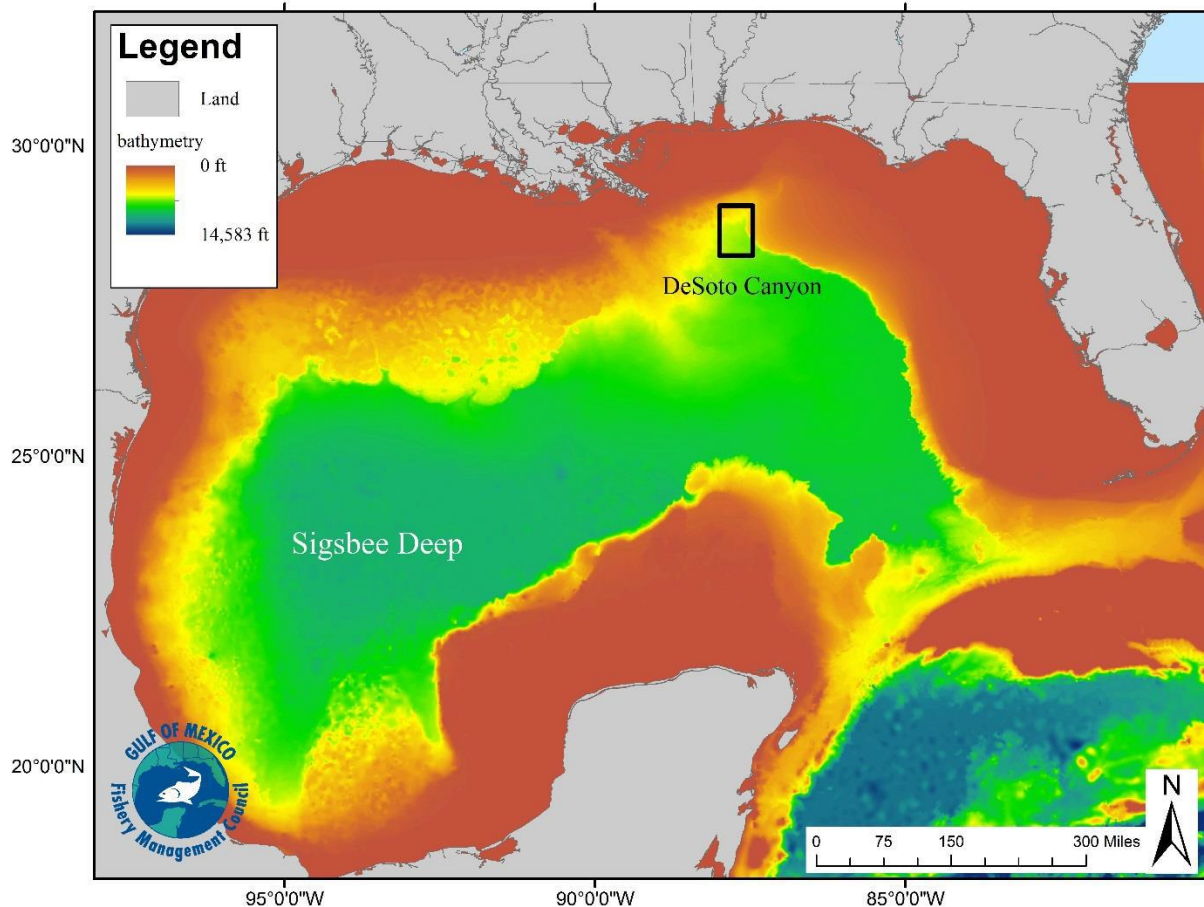 Legend
Land
bathymetry
0 ft
14,583 ft
30°0'0"N
25°0'0"N
20°0'0"N
DeSoto Canyon
Sigsbee Deep
GULF OF MEXICO
Fishery Management Council
N
0 75 150 300 Miles
95°0'0"W 90°0'0"W 85°0'0"W